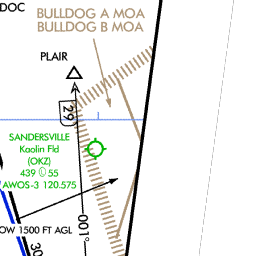 DOC
BULLDOG A MOA
BULLDOG B MOA
PLAIR
29
SANDERSVILLE
Kaolin Fld
(OKZ)
439 Ⓛ 55
AWOS-3 120.575
OW 1500 FT AGL
001°
30